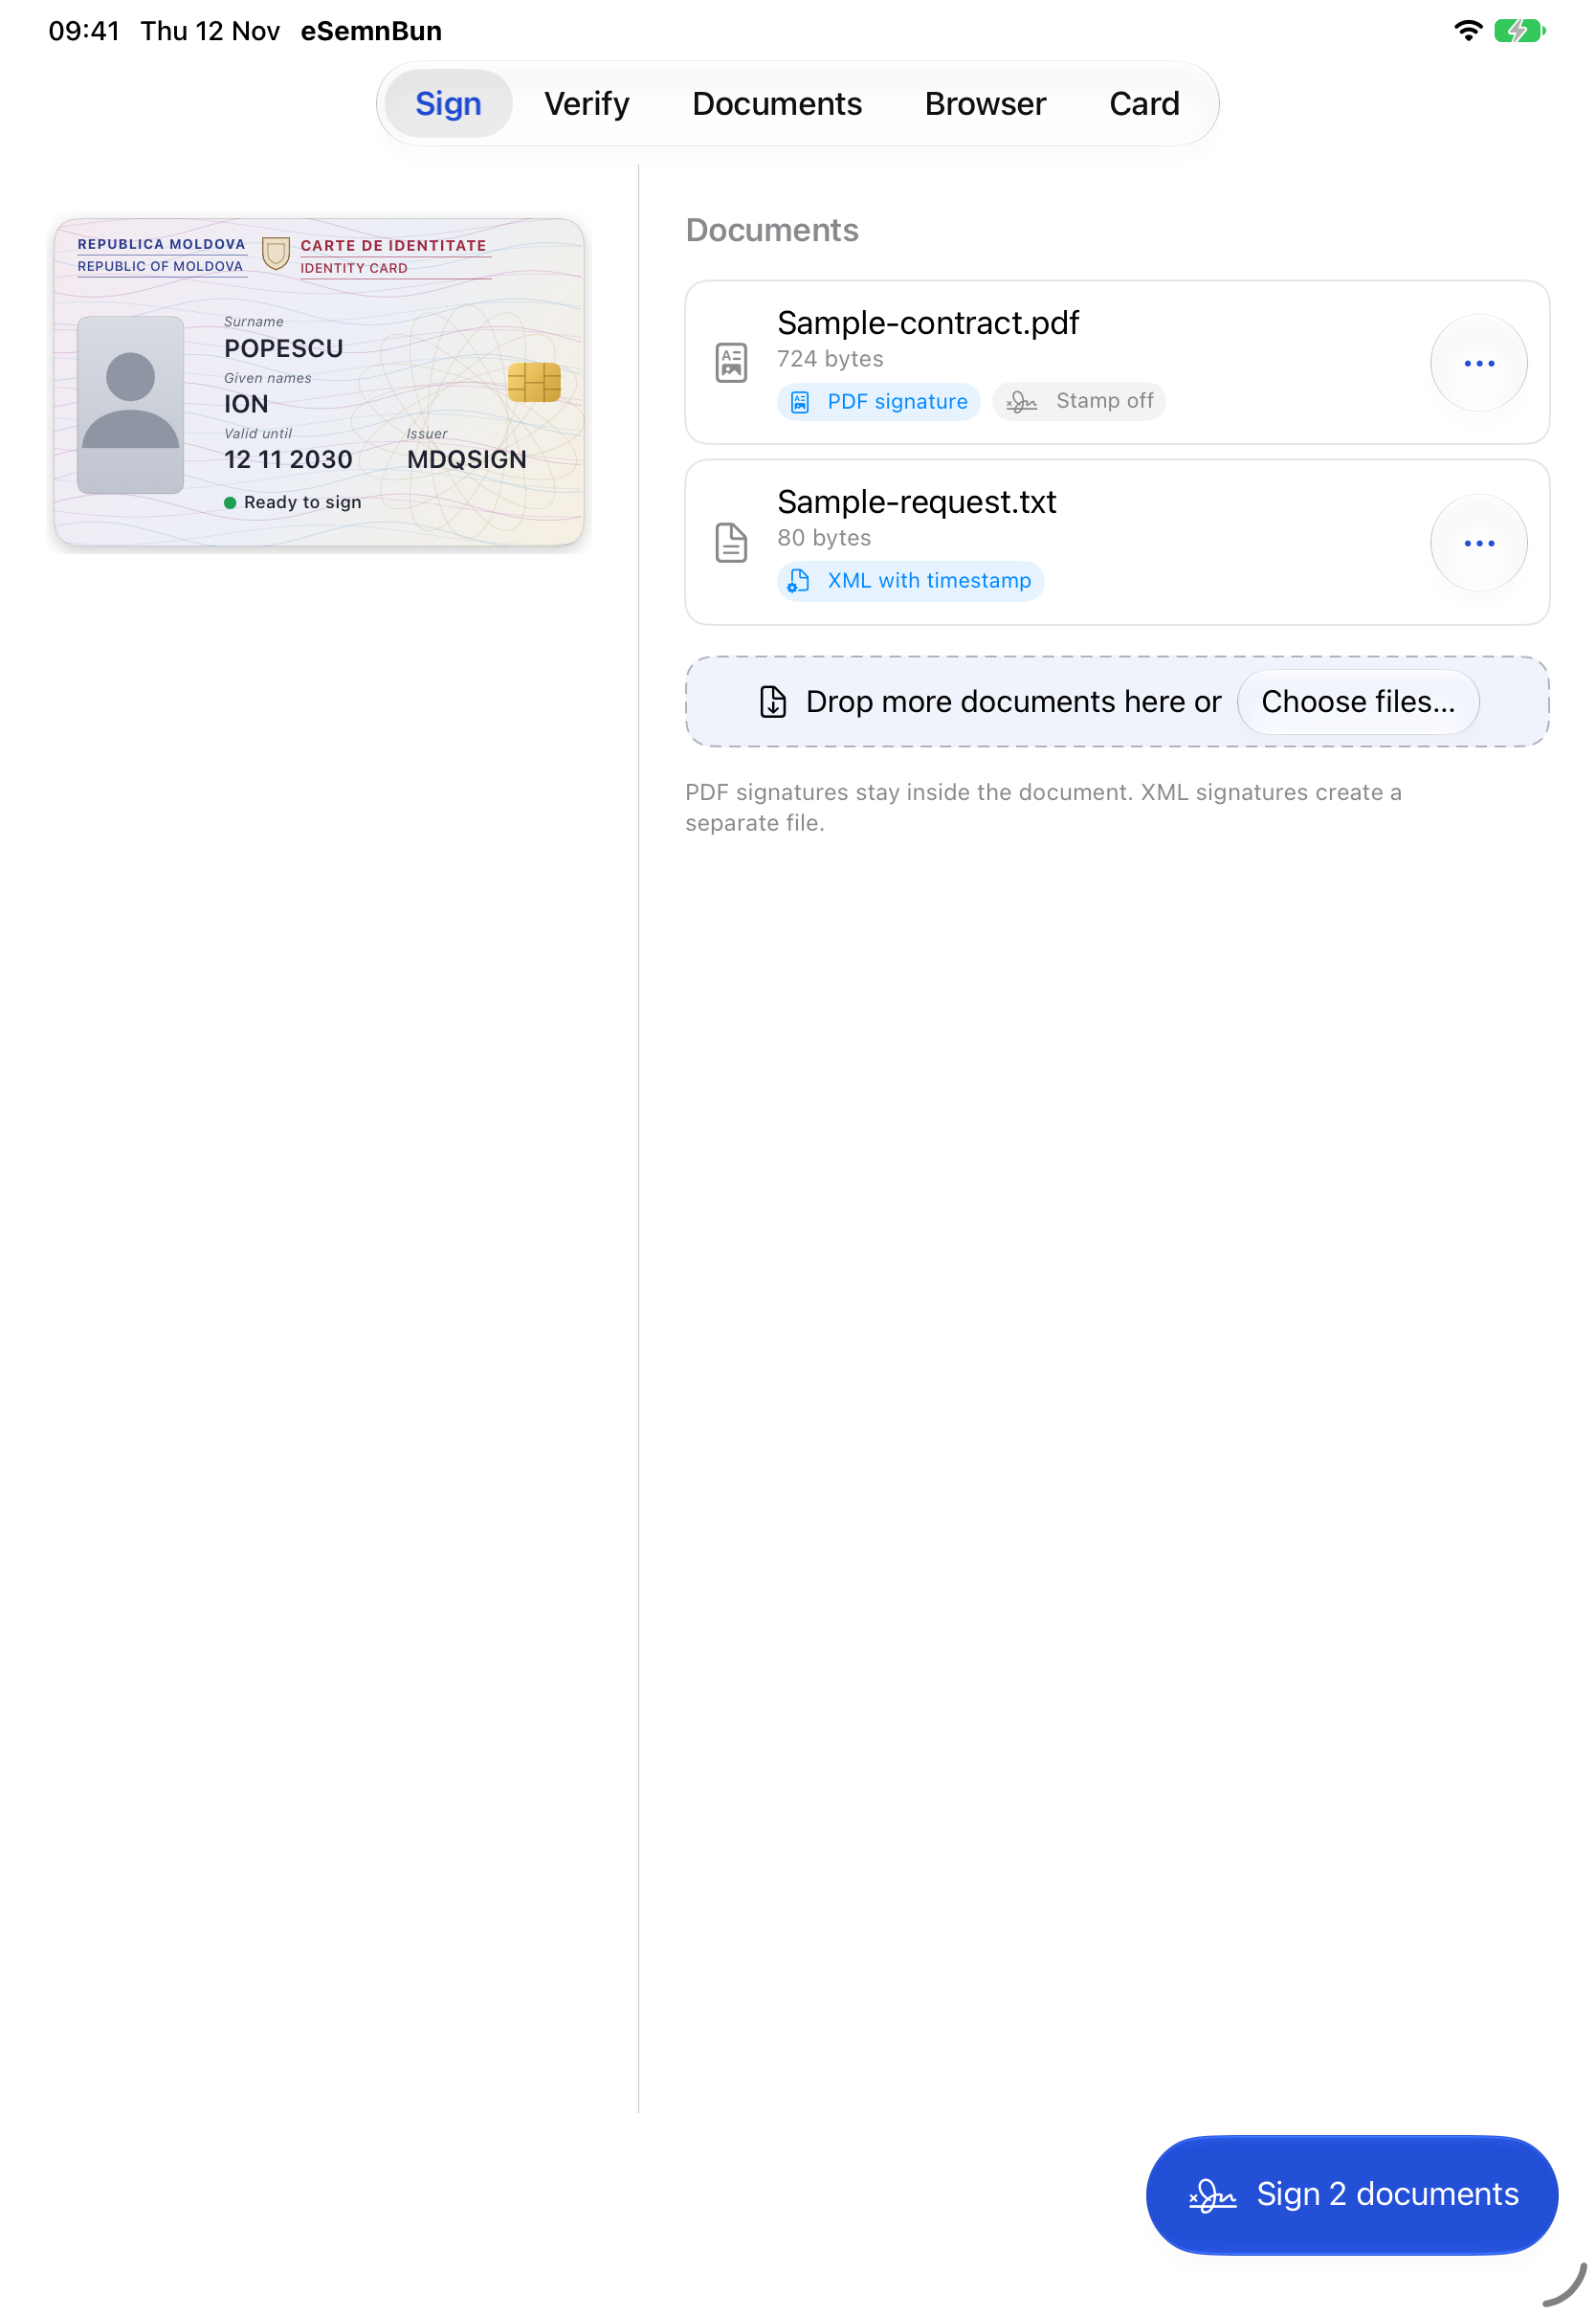 09:41 Thu 12 Nov eSemnBun
Sign Verify Documents Browser Card
REPUBLICA MOLDOVA
REPUBLIC OF MOLDOVA
CARTE DE IDENTITATE
IDENTITY CARD
Surname
POPESCU
Given names
ION
Valid until
12 11 2030
Issuer
MDQSIGN
Ready to sign
Documents
Sample-contract.pdf
724 bytes
PDF signature
Stamp off
Sample-request.txt
80 bytes
XML with timestamp
Drop more documents here or Choose files...
PDF signatures stay inside the document. XML signatures create a
separate file.
Sign 2 documents